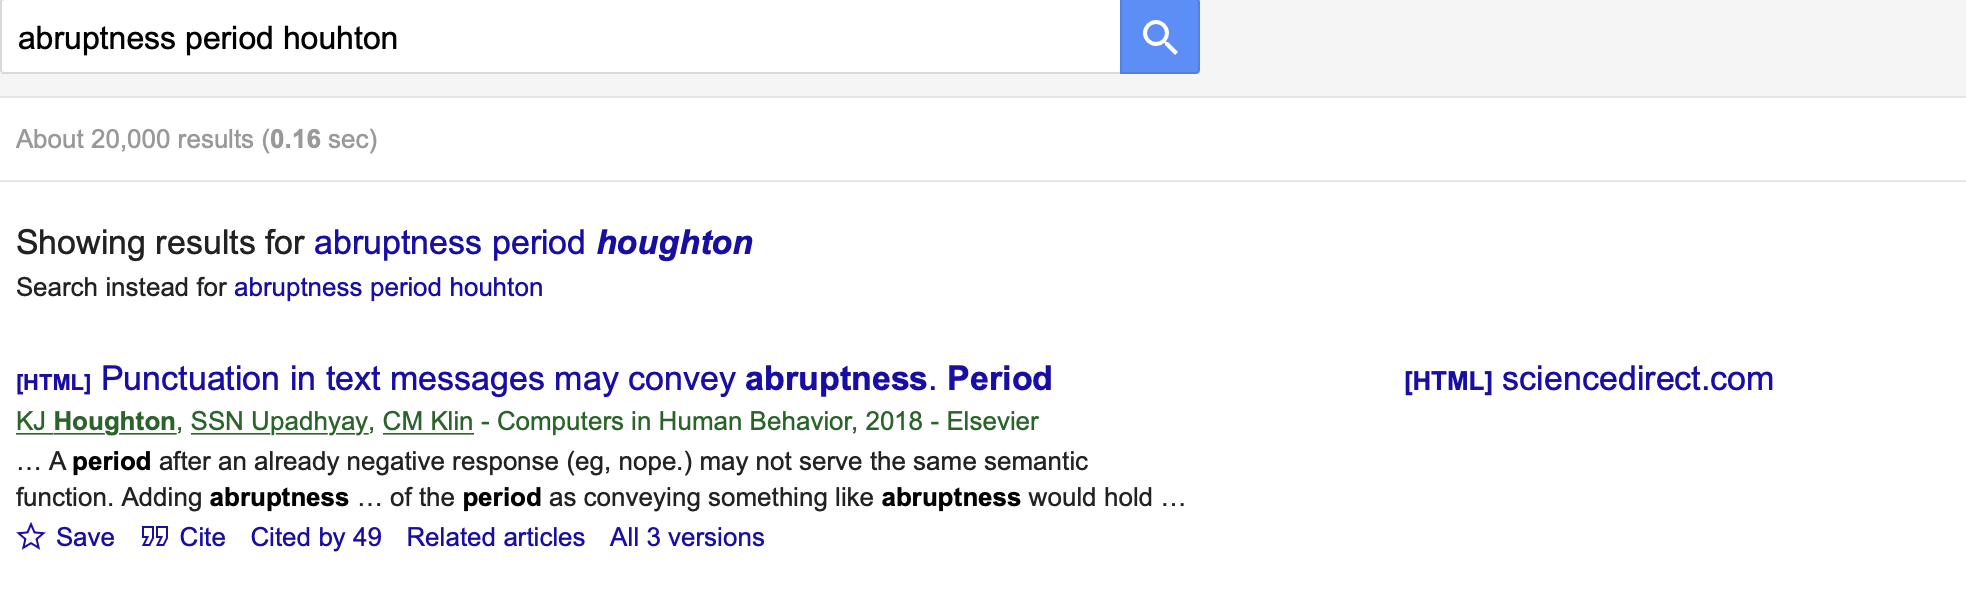 abruptness period houhton
About 20,000 results (0.16 sec)
Showing results for abruptness period houghton
Search instead for abruptness period houhton
[HTML] Punctuation in text messages may convey abruptness. Period
[HTML] sciencedirect.com
KJ Houghton, SSN Upadhyay, CM Klin - Computers in Human Behavior, 2018 - Elsevier
… A period after an already negative response (eg, nope.) may not serve the same semantic
function. Adding abruptness … of the period as conveying something like abruptness would hold …
Save Cite Cited by 49 Related articles All 3 versions